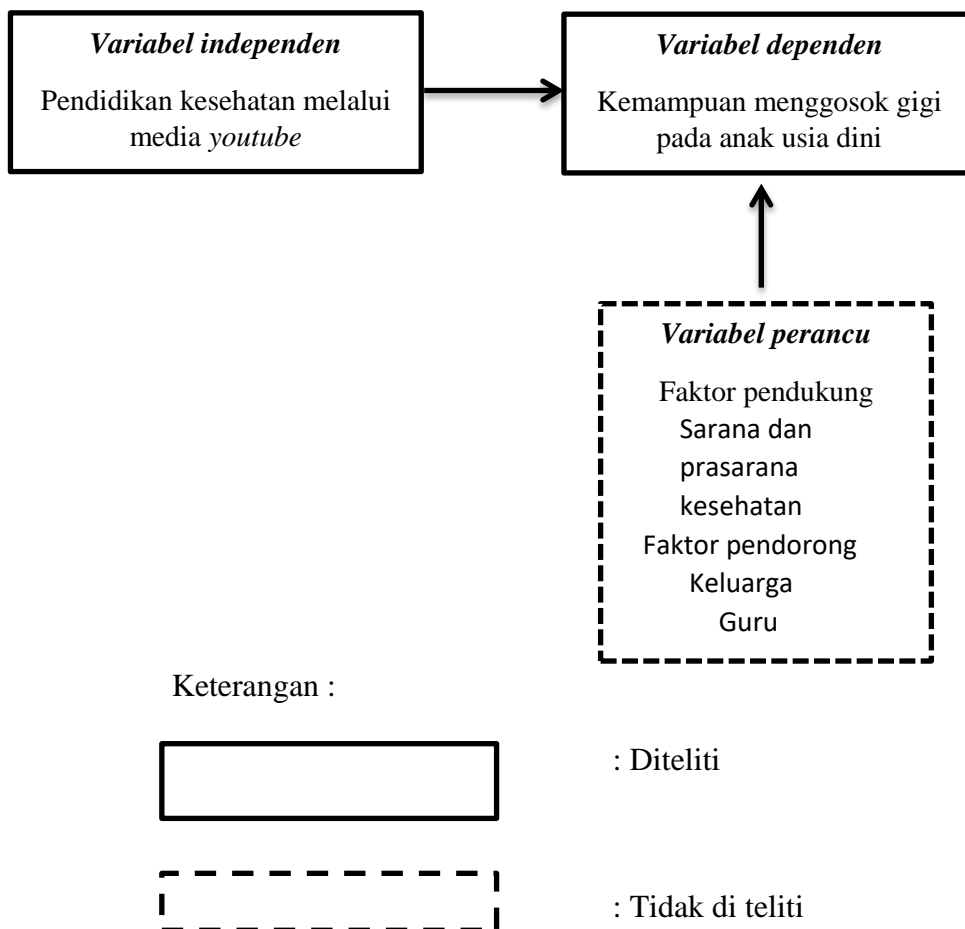 Variabel independen
Pendidikan kesehatan melalui
media youtube
Variabel dependen
Kemampuan menggosok gigi
pada anak usia dini
Variabel perancu
Faktor pendukung
Sarana dan
prasarana
kesehatan
Faktor pendorong
Keluarga
Guru
Keterangan :
: Diteliti
: Tidak di teliti